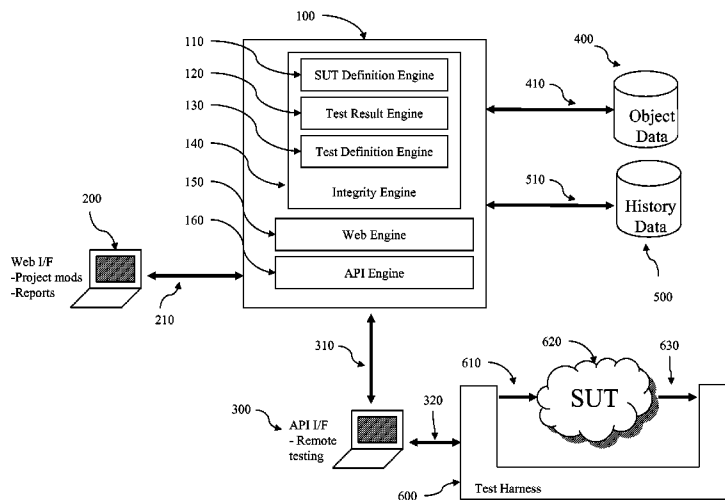 100
110
SUT Definition Engine
120
Test Result Engine
130
Test Definition Engine
140
Integrity Engine
150
Web Engine
160
API Engine
400
410
Object
Data
510
History
Data
500
200
Web I/F
-Project mods
-Reports
210
310
300
API I/F
- Remote
testing
320
610
620
630
SUT
600
Test Harness